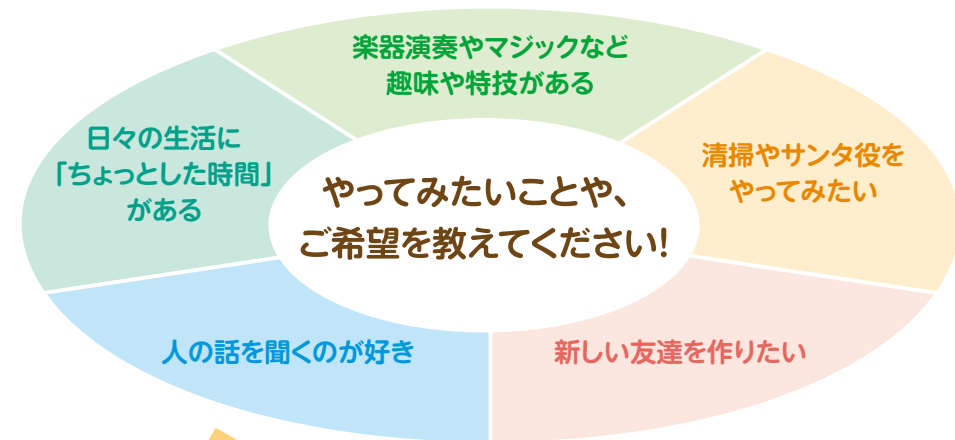 楽器演奏やマジックなど
趣味や特技がある
日々の生活に
「ちょっとした時間」
がある
清掃やサンタ役を
やってみたい
やってみたいことや、
ご希望を教えてください!
人の話を聞くのが好き
新しい友達を作りたい